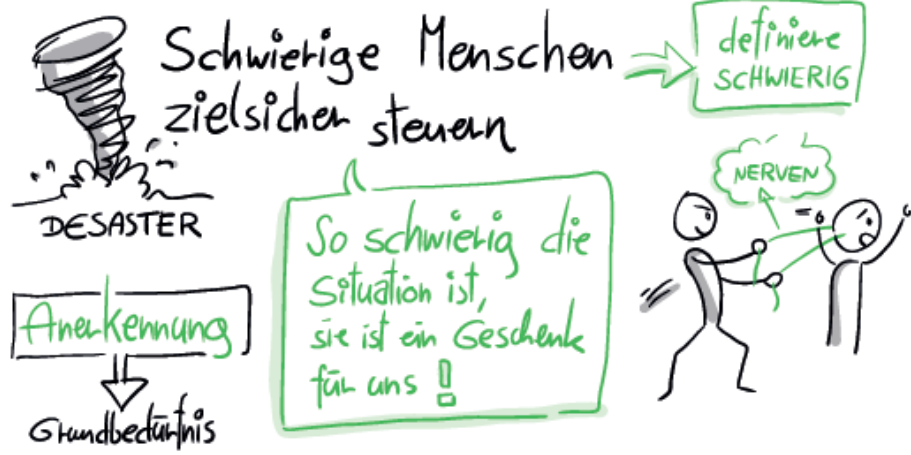 Schwierige Menschen
zielsicher steuern
definiere
SCHWIERIG
DESASTER
NERVEN
So schwierig die
Situation ist,
sie ist ein Geschenk
für uns!
Anerkennung
Grundbedürfnis